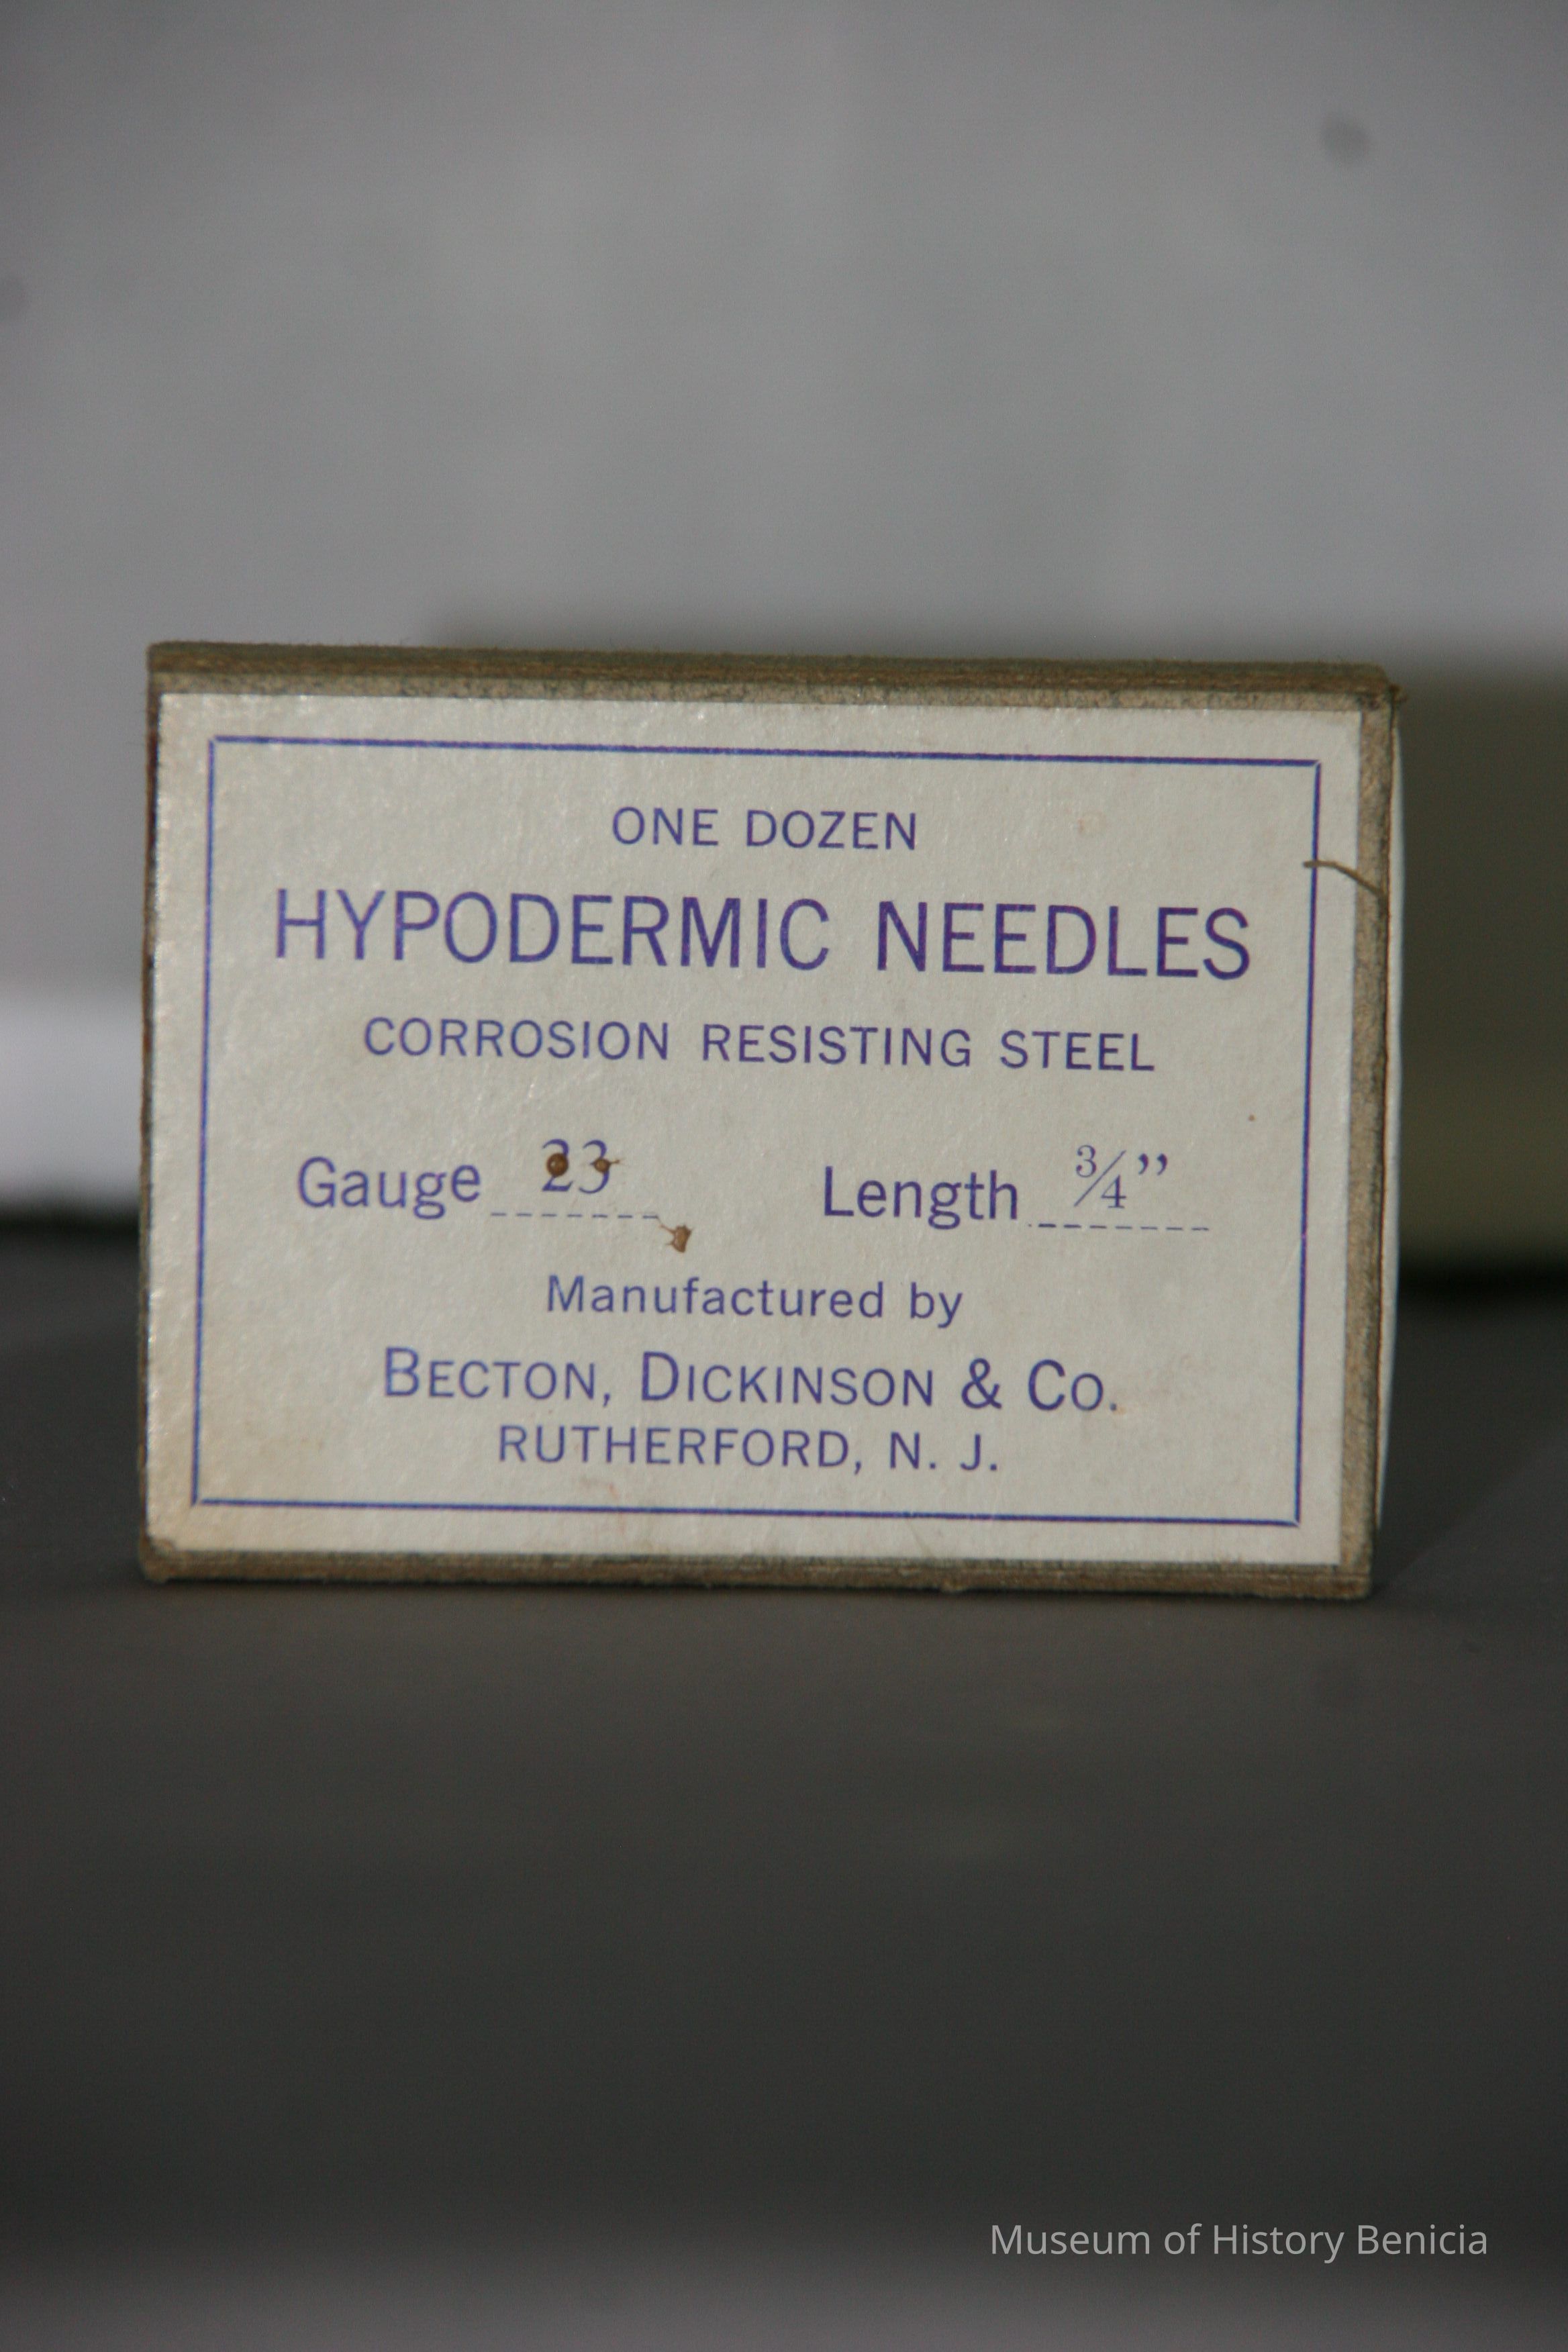 ONE DOZEN
HYPODERMIC NEEDLES
CORROSION RESISTING STEEL
Gauge 23 Length ¾”
Manufactured by
BECTON, DICKINSON & CO.
RUTHERFORD, N. J.
Museum of History Benicia